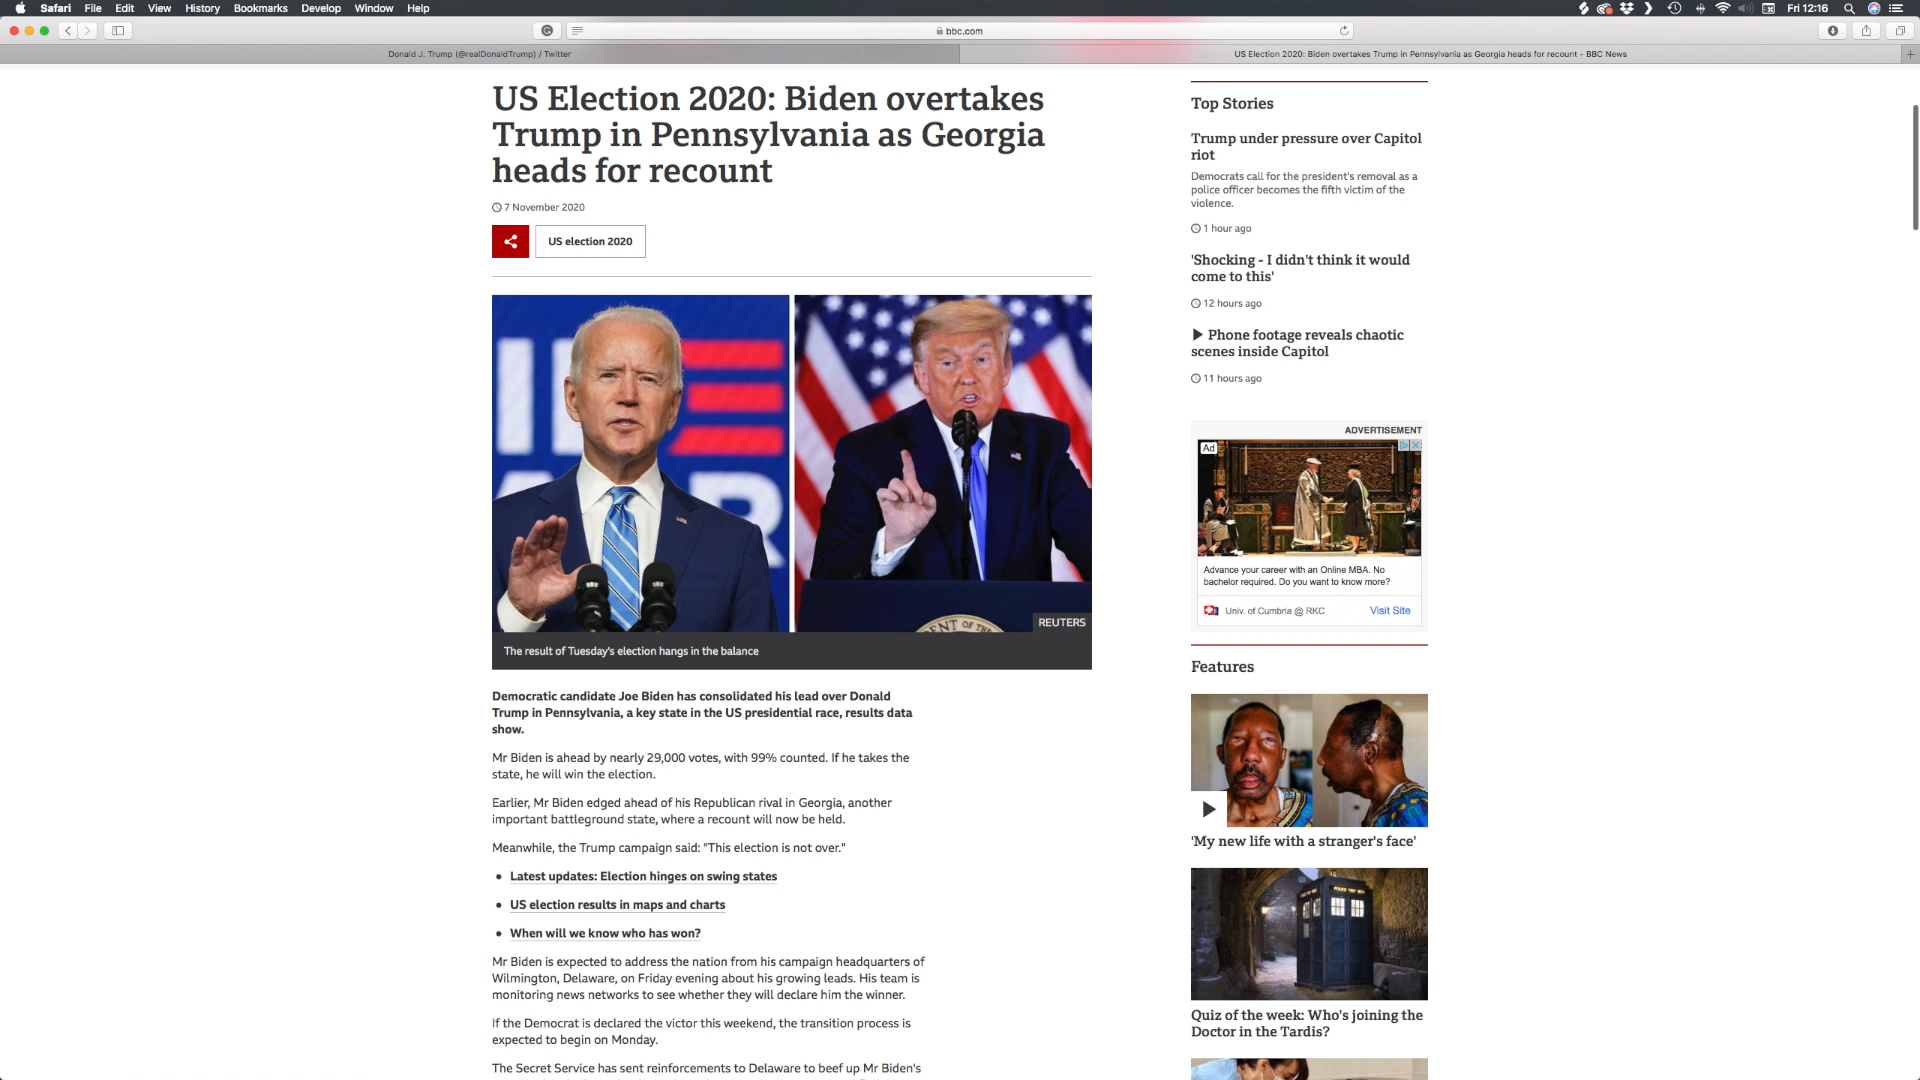 Safari File Edit View History Bookmarks Develop Window Help
Fri 12:16
bbc.com
Donald J. Trump (@realDonaldTrump) / Twitter
US Election 2020: Biden overtakes Trump in Pennsylvania as Georgia heads for recount - BBC News
US Election 2020: Biden overtakes
Trump in Pennsylvania as Georgia
heads for recount
7 November 2020
US election 2020
REUTERS
The result of Tuesday's election hangs in the balance
Democratic candidate Joe Biden has consolidated his lead over Donald
Trump in Pennsylvania, a key state in the US presidential race, results data
show.
Mr Biden is ahead by nearly 29,000 votes, with 99% counted. If he takes the
state, he will win the election.
Earlier, Mr Biden edged ahead of his Republican rival in Georgia, another
important battleground state, where a recount will now be held.
Meanwhile, the Trump campaign said: "This election is not over."
• Latest updates: Election hinges on swing states
• US election results in maps and charts
• When will we know who has won?
Mr Biden is expected to address the nation from his campaign headquarters of
Wilmington, Delaware, on Friday evening about his growing leads. His team is
monitoring news networks to see whether they will declare him the winner.
If the Democrat is declared the victor this weekend, the transition process is
expected to begin on Monday.
The Secret Service has sent reinforcements to Delaware to beef up Mr Biden's
Top Stories
Trump under pressure over Capitol
riot
Democrats call for the president's removal as a
police officer becomes the fifth victim of the
violence.
1 hour ago
'Shocking - I didn't think it would
come to this'
12 hours ago
Phone footage reveals chaotic
scenes inside Capitol
11 hours ago
ADVERTISEMENT
Ad
Advance your career with an Online MBA. No
bachelor required. Do you want to know more?
Univ. of Cumbria @ RKC
Visit Site
Features
'My new life with a stranger's face'
Quiz of the week: Who's joining the
Doctor in the Tardis?